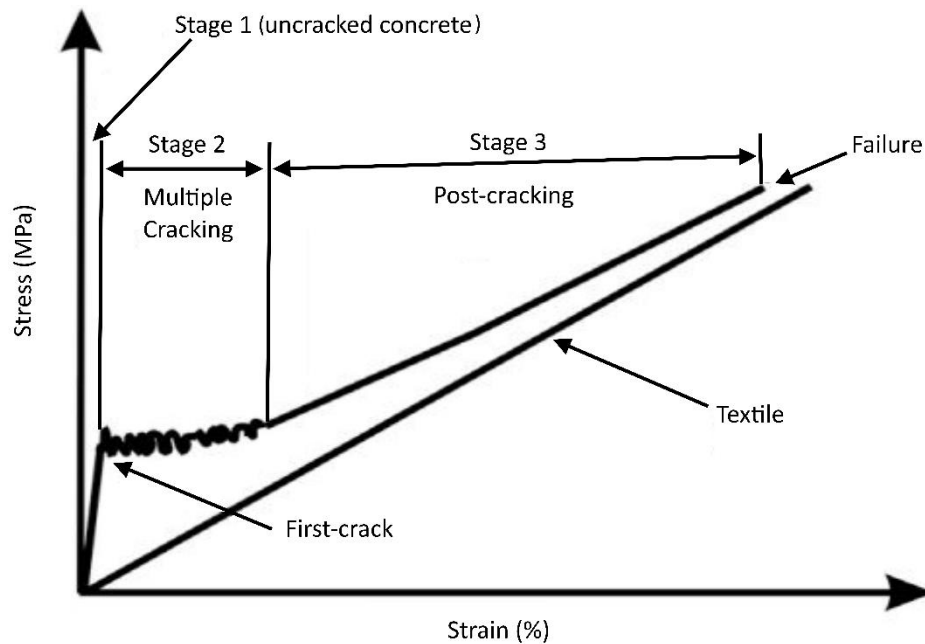 Stage 1 (uncracked concrete)
Stage 2
Stage 3
Failure
Multiple
Cracking
Post-cracking
Stress (MPa)
Textile
First-crack
Strain (%)